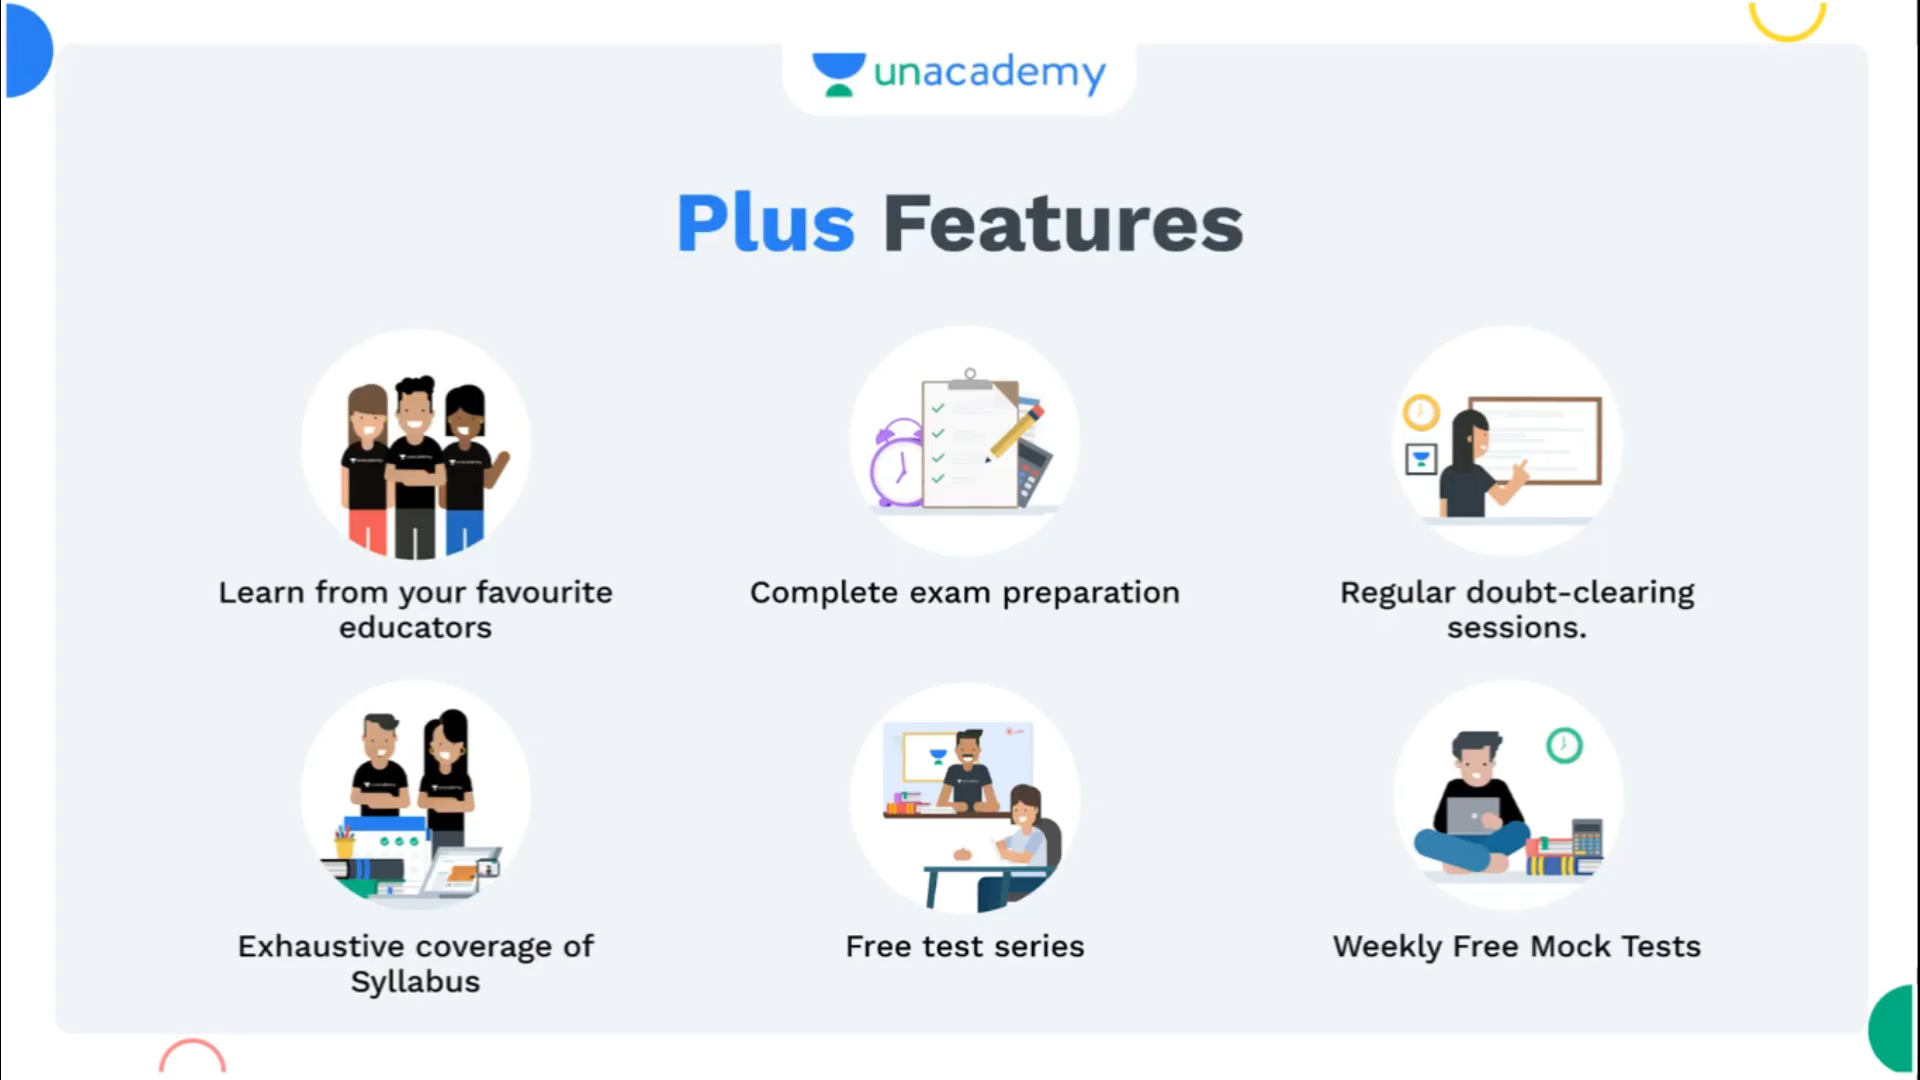 unacademy
Plus Features
Learn from your favourite
educators
Complete exam preparation
Regular doubt-clearing
sessions.
Exhaustive coverage of
Syllabus
Free test series
Weekly Free Mock Tests